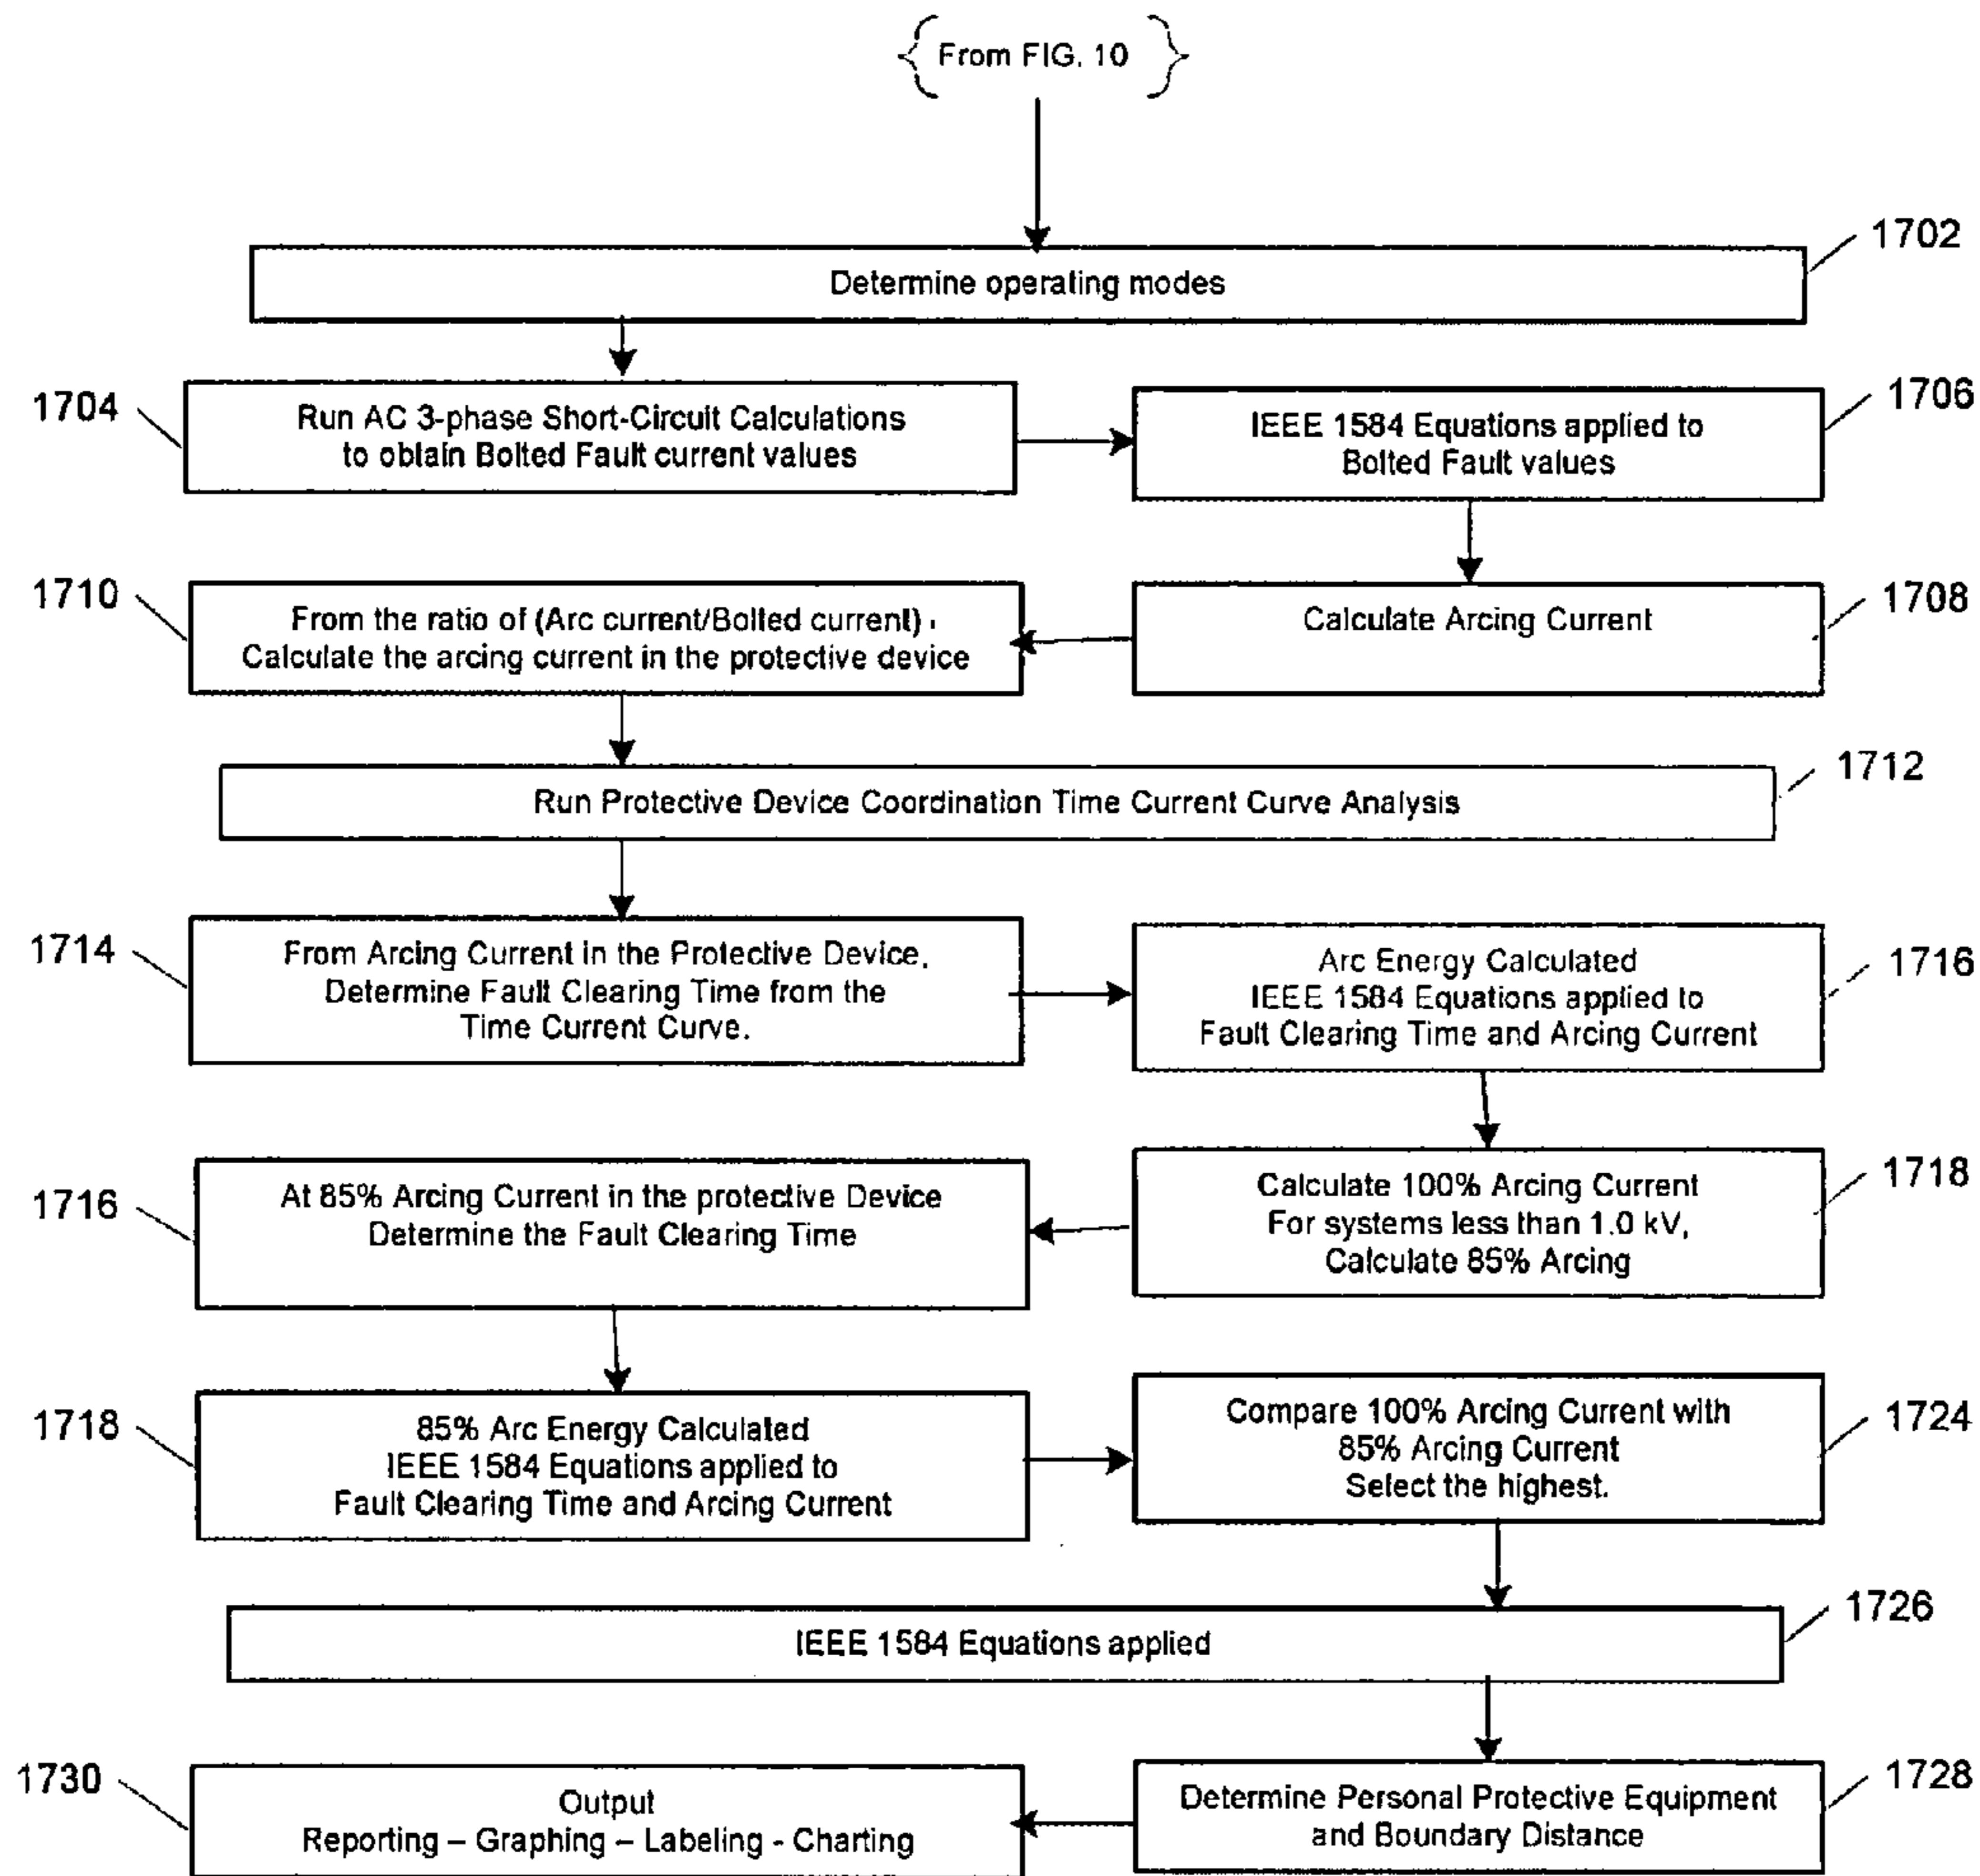 From FIG. 10
1702
Determine operating modes
1704
Run AC 3-phase Short-Circuit Calculations
to obtain Bolted Fault current values
1706
IEEE 1584 Equations applied to
Bolted Fault values
1710
From the ratio of (Arc current/Bolted current)
Calculate the arcing current in the protective device
1708
Calculate Arcing Current
1712
Run Protective Device Coordination Time Current Curve Analysis
1714
From Arcing Current in the Protective Device,
Determine Fault Clearing Time from the
Time Current Curve.
1716
Arc Energy Calculated
IEEE 1584 Equations applied to
Fault Clearing Time and Arcing Current
1716
At 85% Arcing Current in the protective Device
Determine the Fault Clearing Time
1718
Calculate 100% Arcing Current
For systems less than 1.0 kV,
Calculate 85% Arcing
1718
85% Arc Energy Calculated
IEEE 1584 Equations applied to
Fault Clearing Time and Arcing Current
1724
Compare 100% Arcing Current with
85% Arcing Current
Select the highest.
1726
IEEE 1584 Equations applied
1730
Output
Reporting – Graphing – Labeling - Charting
1728
Determine Personal Protective Equipment
and Boundary Distance